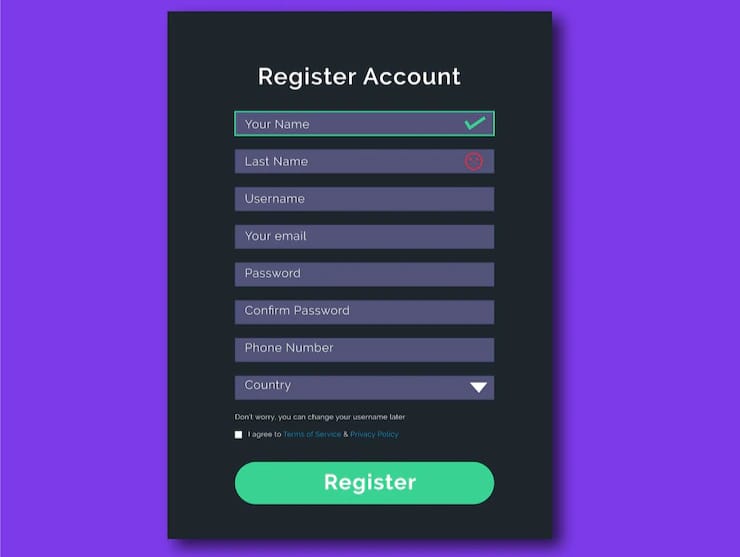 Register Account
Your Name
Last Name
Username
Your email
Password
Confirm Password
Phone Number
Country
Don't worry, you can change your username later
I agree to Terms of Service & Privacy Policy
Register